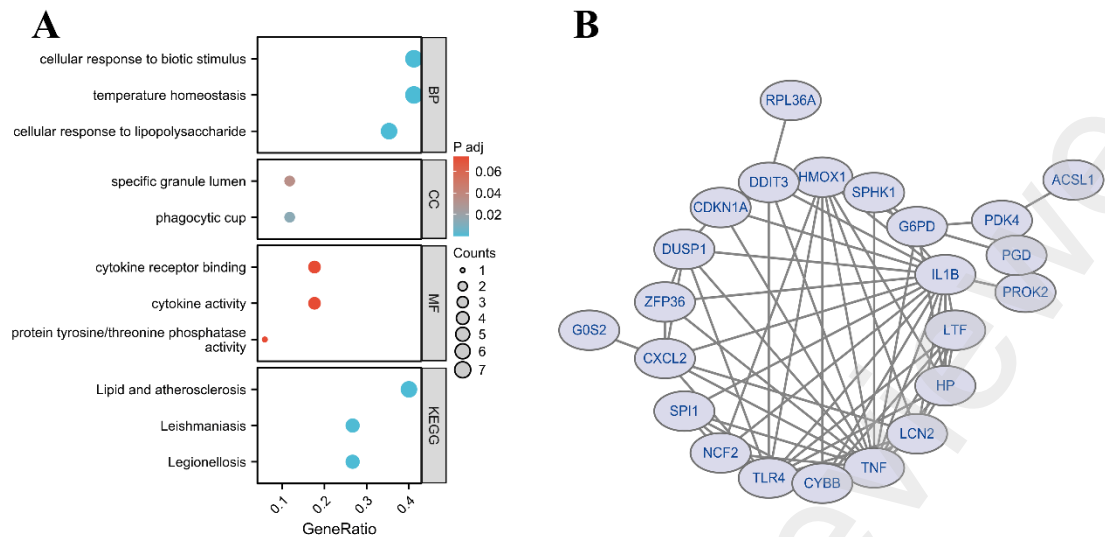 A
cellular response to biotic stimulus
temperature homeostasis
cellular response to lipopolysaccharide
BP
specific granule lumen
phagocytic cup
CC
cytokine receptor binding
cytokine activity
protein tyrosine/threonine phosphatase
activity
MF
Lipid and atherosclerosis
Leishmaniasis
Legionellosis
KEGG
0.1
0.2
0.3
0.4
GeneRatio
P adj
0.06
0.04
0.02
Counts
1
2
3
4
5
6
7
B
RPL36A
DDIT3
HMOX1
SPHK1
ACSL1
CDKN1A
G6PD
PDK4
DUSP1
PGD
IL1B
PROK2
ZFP36
G0S2
CXCL2
LTF
HP
SPI1
LCN2
NCF2
TNF
TLR4
CYBB